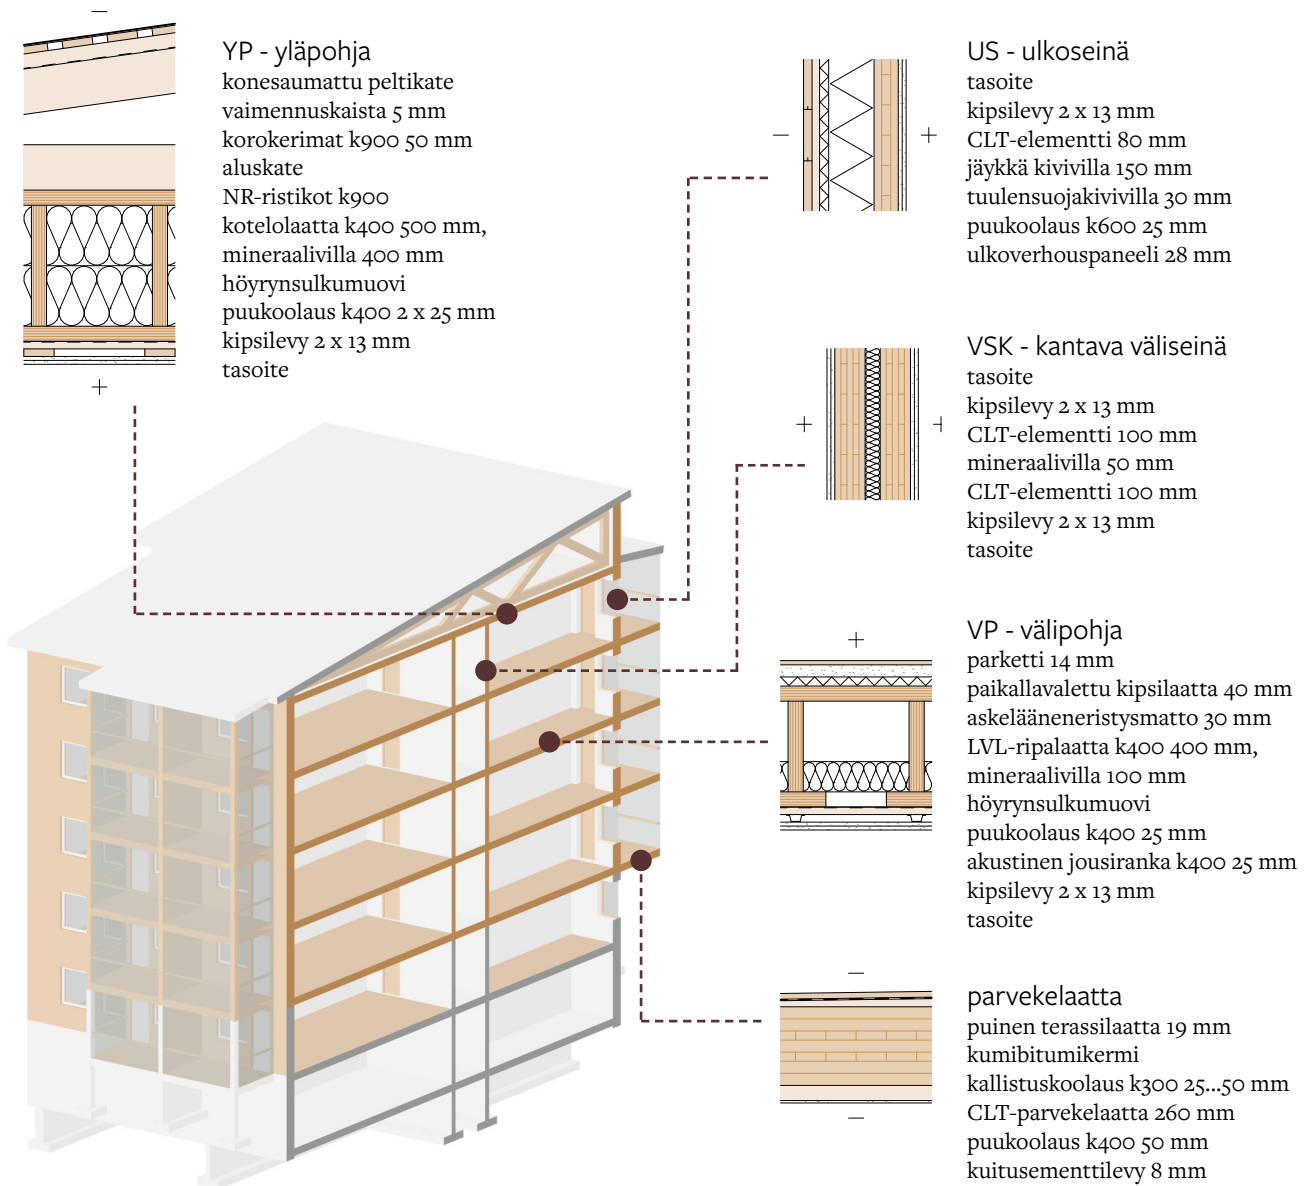 YP - yläpohja
konesaumattu peltikate
vaimennuskaista 5 mm
korokerimat k900 50 mm
aluskate
NR-ristikot k900
kotelolaatta k400 500 mm,
mineraalivilla 400 mm
höyrynsulkumuovi
puukoolaus k400 2 x 25 mm
kipsilevy 2 x 13 mm
tasoite
US - ulkoseinä
tasoite
kipsilevy 2 x 13 mm
CLT-elementti 80 mm
jäykkä kivivilla 150 mm
tuulensuojakivivilla 30 mm
puukoolaus k600 25 mm
ulkoverhouspaneeli 28 mm
VSK - kantava väliseinä
tasoite
kipsilevy 2 x 13 mm
CLT-elementti 100 mm
mineraalivilla 50 mm
CLT-elementti 100 mm
kipsilevy 2 x 13 mm
tasoite
VP - välipohja
parketti 14 mm
paikallavalettu kipsilaatta 40 mm
askelääneneristysmatto 30 mm
LVL-ripalaatta k400 400 mm,
mineraalivilla 100 mm
höyrynsulkumuovi
puukoolaus k400 25 mm
akustinen jousiranka k400 25 mm
kipsilevy 2 x 13 mm
tasoite
parvekelaatta
puinen terassilaatta 19 mm
kumibitumikermi
kallistuskoolaus k300 25...50 mm
CLT-parvekelaatta 260 mm
puukoolaus k400 50 mm
kuitusementtilevy 8 mm